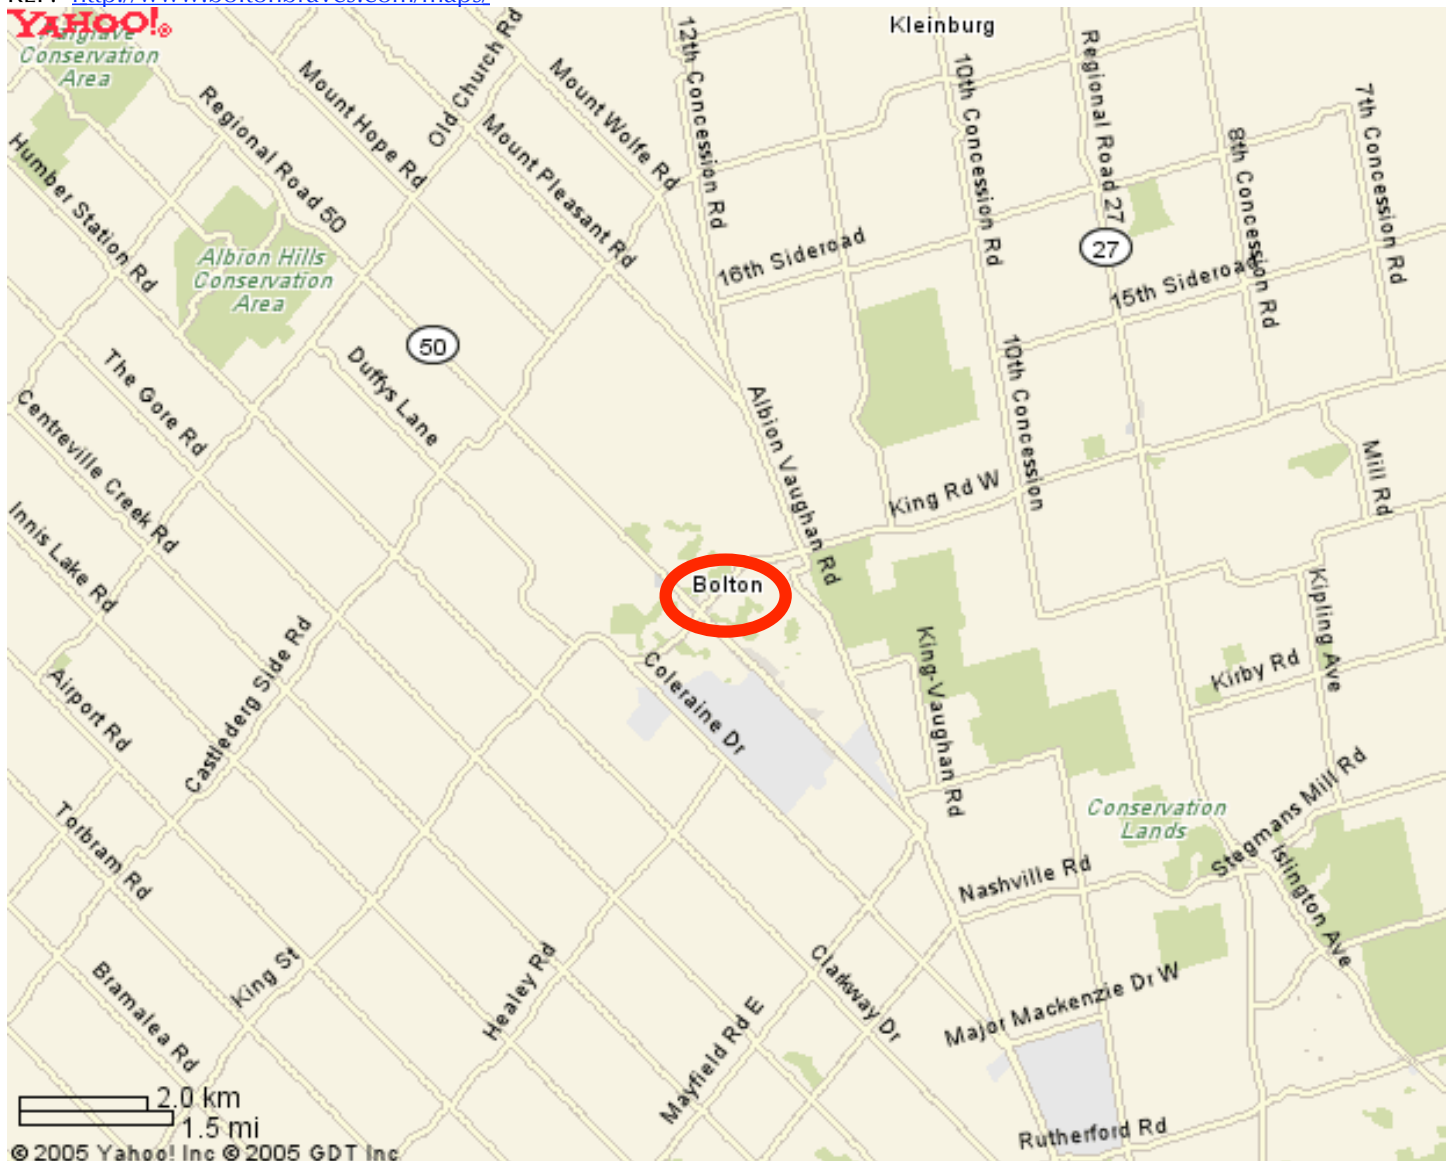 http://www.boltonbraves.com/maps/
YAHOO!®
Palgrave
Conservation
Area
Kleinburg
Old Church Rd
12th Concession Rd
10th Concession Rd
Regional Road 27
7th Concession Rd
8th Concession Rd
Mount Hope Rd
Mount Wolfe Rd
Regional Road 50
Mount Pleasant Rd
Humber Station Rd
Albion Hills
Conservation
Area
16th Sideroad
27
15th Sideroad
50
The Gore Rd
Duffys Lane
10th Concession
Albion Vaughan Rd
Centreville Creek Rd
Mill Rd
King Rd W
Innis Lake Rd
Bolton
Kipling Ave
Castlederg Side Rd
King-Vaughan Rd
Coleraine Dr
Kirby Rd
Airport Rd
Stegmans Mill Rd
Conservation
Lands
Torbram Rd
Islington Ave
Nashville Rd
King St
Healey Rd
Clarkway Dr
Bramalea Rd
Major Mackenzie Dr W
Mayfield Rd E
2.0 km
1.5 mi
Rutherford Rd
© 2005 Yahoo! Inc © 2005 GDT Inc